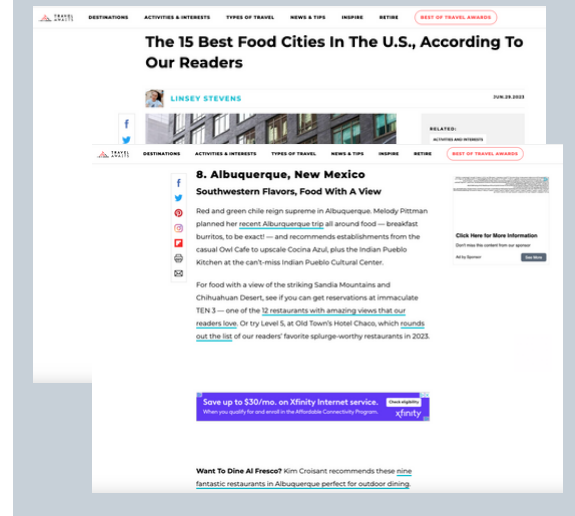 TRAVEL AWAITS DESTINATIONS ACTIVITIES & INTERESTS TYPES OF TRAVEL NEWS & TIPS INSPIRE RETIRE BEST OF TRAVEL AWARDS
The 15 Best Food Cities In The U.S., According To
Our Readers
LINSEY STEVENS
JUN.29.2023
RELATED:
ACTIVITIES AND INTERESTS
TRAVEL AWAITS DESTINATIONS ACTIVITIES & INTERESTS TYPES OF TRAVEL NEWS & TIPS INSPIRE RETIRE BEST OF TRAVEL AWARDS
8. Albuquerque, New Mexico
Southwestern Flavors, Food With A View
Red and green chile reign supreme in Albuquerque. Melody Pittman
planned her recent Alburquerque trip all around food — breakfast
burritos, to be exact! — and recommends establishments from the
casual Owl Cafe to upscale Cocina Azul, plus the Indian Pueblo
Kitchen at the can't-miss Indian Pueblo Cultural Center.
For food with a view of the striking Sandia Mountains and
Chihuahuan Desert, see if you can get reservations at immaculate
TEN 3 — one of the 12 restaurants with amazing views that our
readers love. Or try Level 5, at Old Town's Hotel Chaco, which rounds
out the list of our readers' favorite splurge-worthy restaurants in 2023.
Click Here for More Information
Don't miss this content from our sponsor
Ad by Sponsor
See More
Save up to $30/mo. on Xfinity Internet service.
When you qualify for and enroll in the Affordable Connectivity Program.
Check eligibility
xfinity
Want To Dine Al Fresco? Kim Croisant recommends these nine
fantastic restaurants in Albuquerque perfect for outdoor dining.